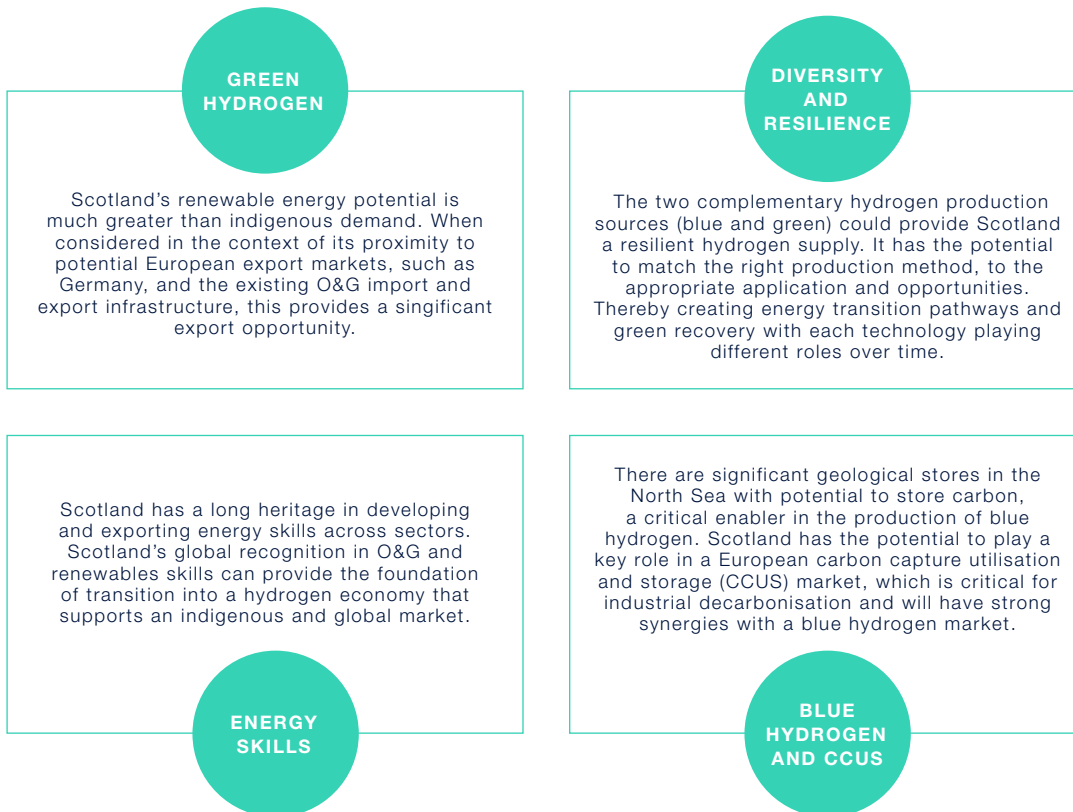 GREEN
HYDROGEN
Scotland's renewable energy potential is
much greater than indigenous demand. When
considered in the context of its proximity to
potential European export markets, such as
Germany, and the existing O&G import and
export infrastructure, this provides a singificant
export opportunity.
DIVERSITY
AND
RESILIENCE
The two complementary hydrogen production
sources (blue and green) could provide Scotland
a resilient hydrogen supply. It has the potential
to match the right production method, to the
appropriate application and opportunities.
Thereby creating energy transition pathways and
green recovery with each technology playing
different roles over time.
Scotland has a long heritage in developing
and exporting energy skills across sectors.
Scotland's global recognition in O&G and
renewables skills can provide the foundation
of transition into a hydrogen economy that
supports an indigenous and global market.
ENERGY
SKILLS
There are significant geological stores in the
North Sea with potential to store carbon,
a critical enabler in the production of blue
hydrogen. Scotland has the potential to play a
key role in a European carbon capture utilisation
and storage (CCUS) market, which is critical for
industrial decarbonisation and will have strong
synergies with a blue hydrogen market.
BLUE
HYDROGEN
AND CCUS